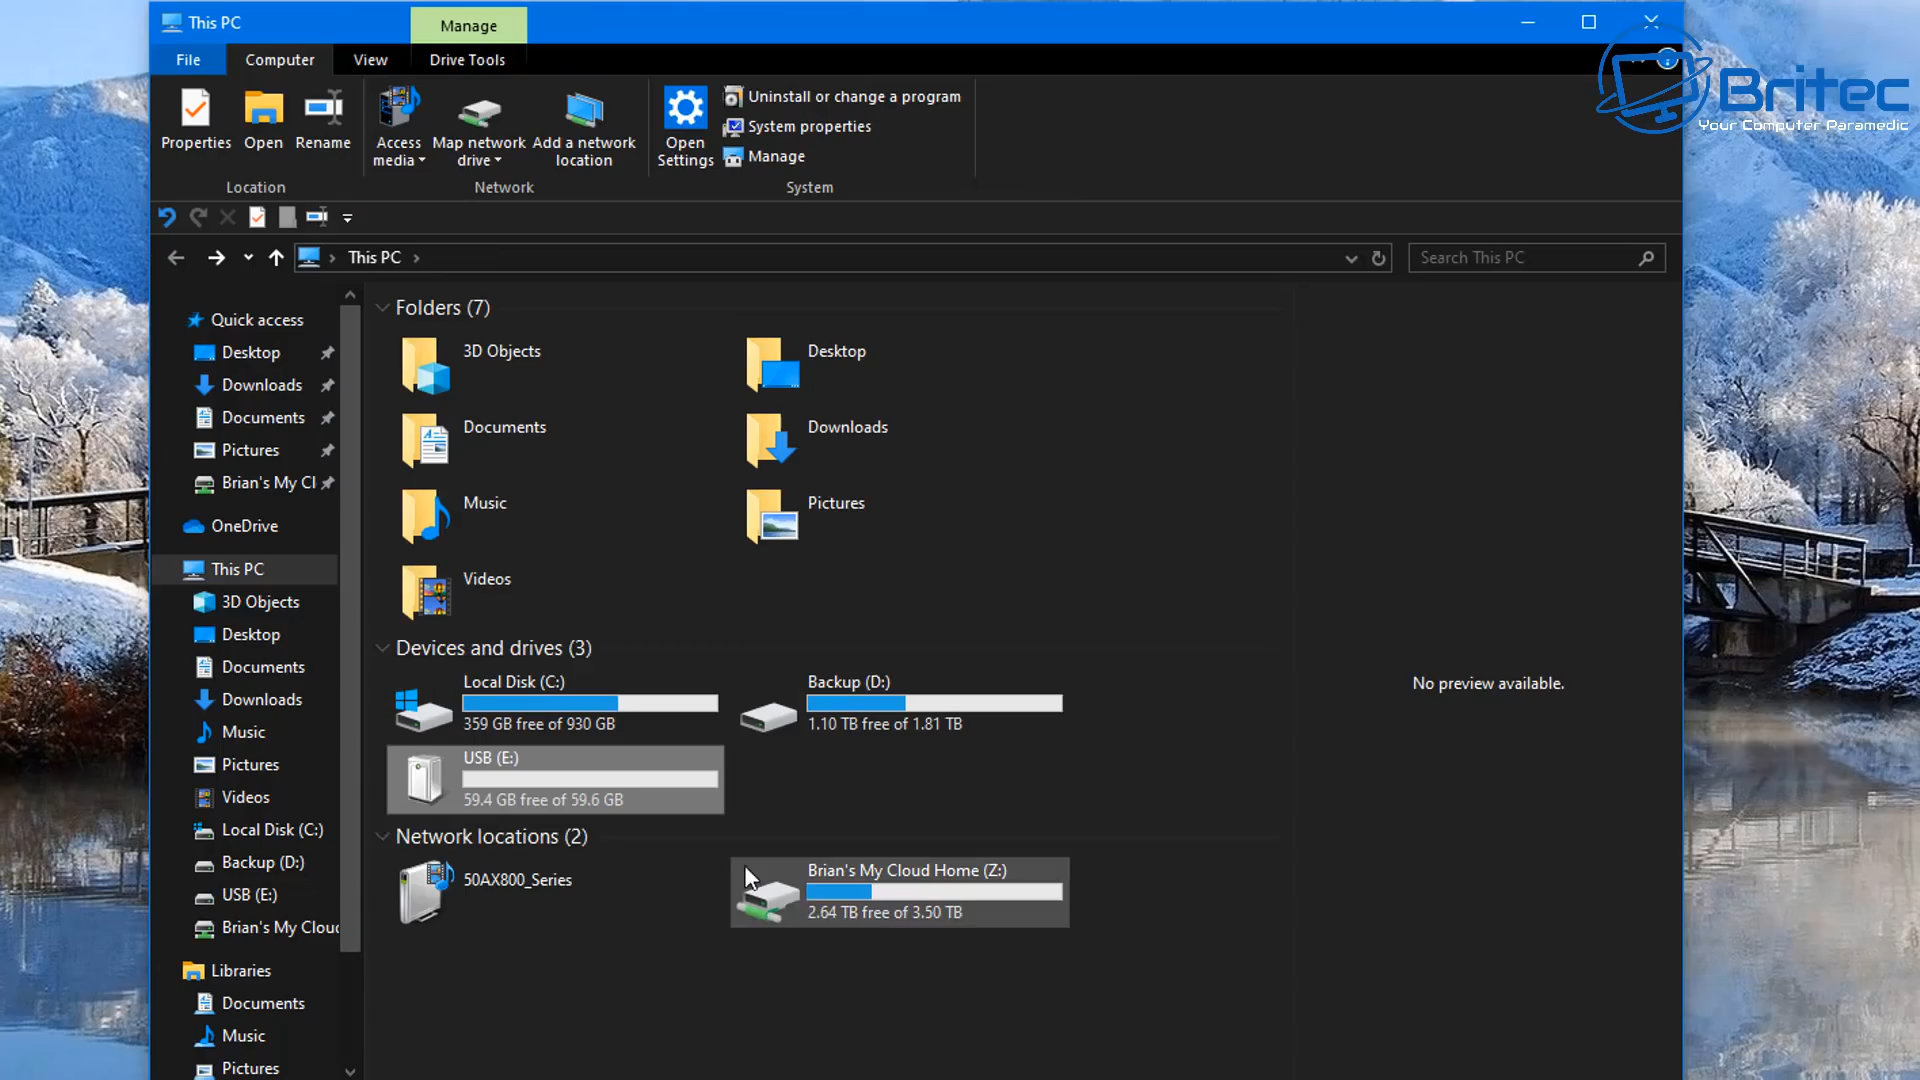 This PC
Manage
File
Computer
View
Drive Tools
Properties
Open
Rename
Access media
Map network drive
Add a network location
Open Settings
Uninstall or change a program
System properties
Manage
Location
Network
System
Britec
Your Computer Paramedic
This PC
Search This PC
Quick access
Desktop
Downloads
Documents
Pictures
Brian's My Cl
OneDrive
This PC
3D Objects
Desktop
Documents
Downloads
Music
Pictures
Videos
Local Disk (C:)
Backup (D:)
USB (E:)
Brian's My Clou
Libraries
Documents
Music
Pictures
Folders (7)
3D Objects
Desktop
Documents
Downloads
Music
Pictures
Videos
Devices and drives (3)
Local Disk (C:)
359 GB free of 930 GB
Backup (D:)
1.10 TB free of 1.81 TB
USB (E:)
59.4 GB free of 59.6 GB
Network locations (2)
50AX800_Series
Brian's My Cloud Home (Z:)
2.64 TB free of 3.50 TB
No preview available.